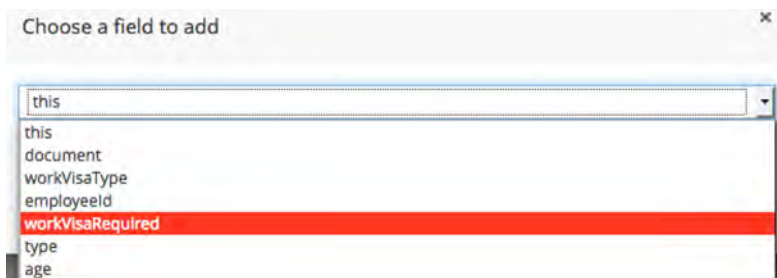 Choose a field to add
×
this
this
document
workVisaType
employeeId
workVisaRequired
type
age